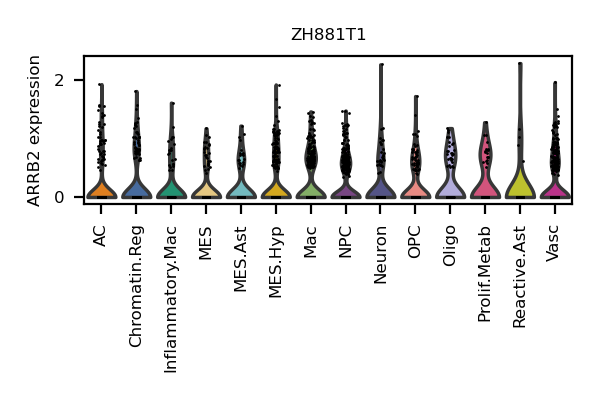 ZH881T1
ARRB2 expression
2
0
AC
Chromatin.Reg
Inflammatory.Mac
MES
MES.Ast
MES.Hyp
Mac
NPC
Neuron
OPC
Oligo
Prolif.Metab
Reactive.Ast
Vasc